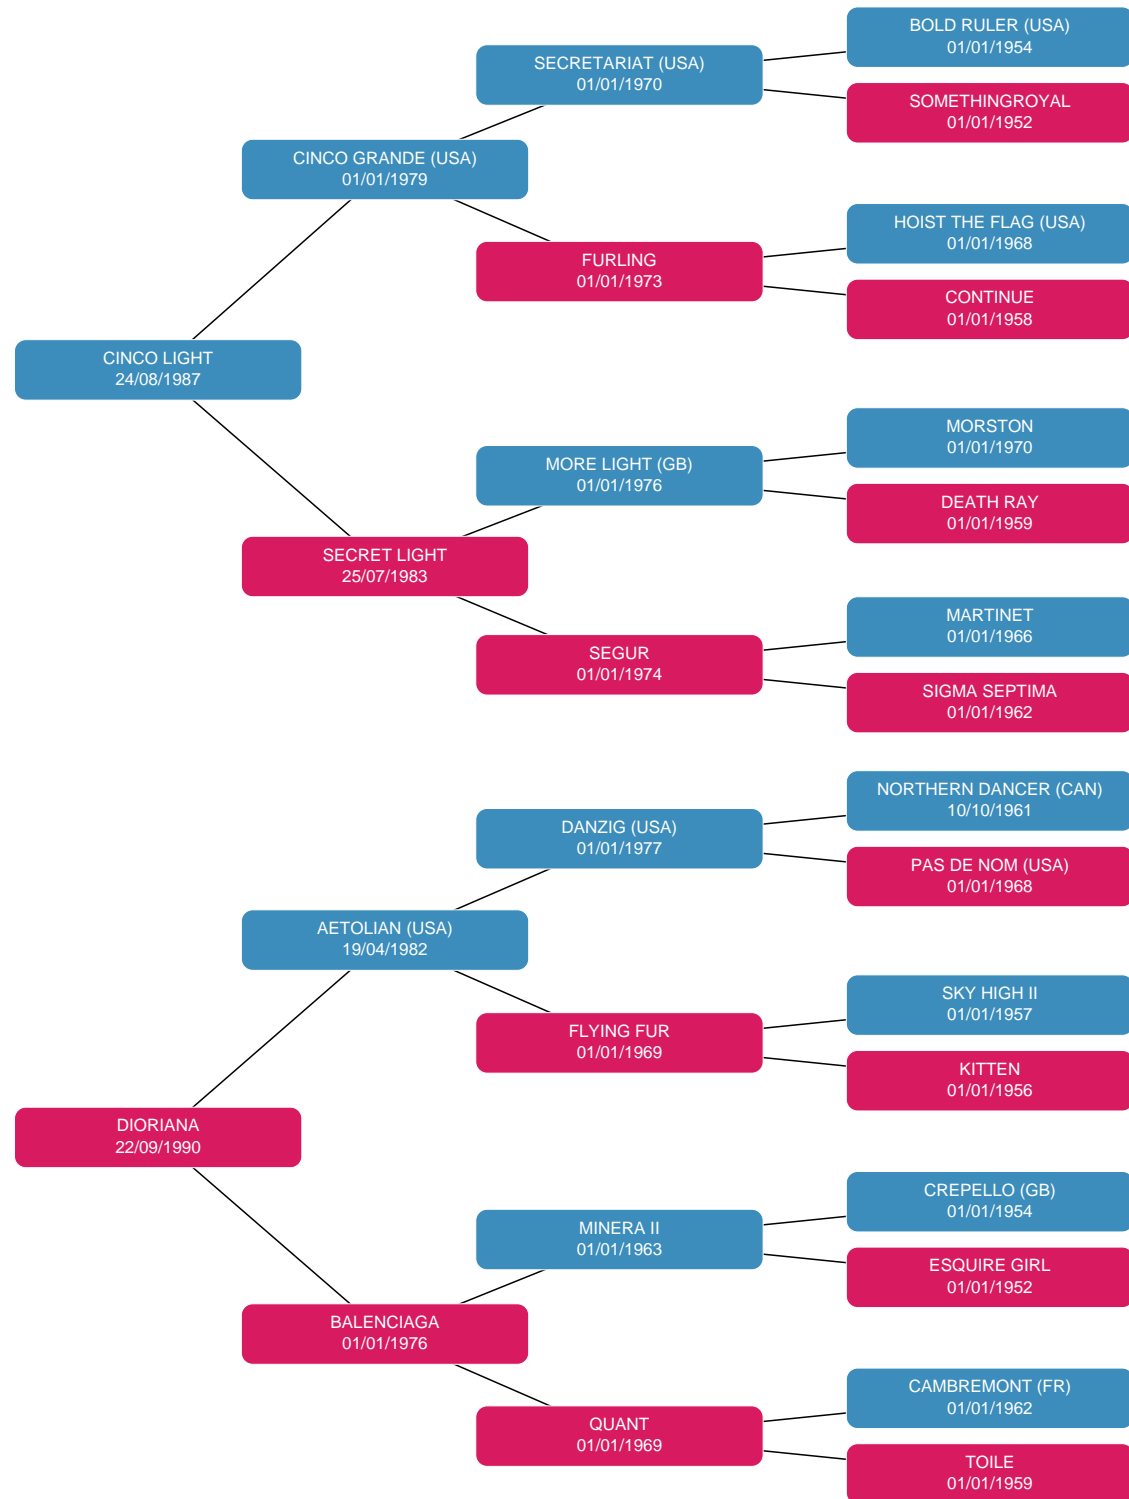 BOLD RULER (USA)
01/01/1954
SECRETARIAT (USA)
01/01/1970
SOMETHINGROYAL
01/01/1952
CINCO GRANDE (USA)
01/01/1979
HOIST THE FLAG (USA)
01/01/1968
FURLING
01/01/1973
CONTINUE
01/01/1958
CINCO LIGHT
24/08/1987
MORSTON
01/01/1970
MORE LIGHT (GB)
01/01/1976
DEATH RAY
01/01/1959
SECRET LIGHT
25/07/1983
MARTINET
01/01/1966
SEGUR
01/01/1974
SIGMA SEPTIMA
01/01/1962
NORTHERN DANCER (CAN)
10/10/1961
DANZIG (USA)
01/01/1977
PAS DE NOM (USA)
01/01/1968
AETOLIAN (USA)
19/04/1982
SKY HIGH II
01/01/1957
FLYING FUR
01/01/1969
KITTEN
01/01/1956
DIORIANA
22/09/1990
CREPELLO (GB)
01/01/1954
MINERA II
01/01/1963
ESQUIRE GIRL
01/01/1952
BALENCIAGA
01/01/1976
CAMBREMONT (FR)
01/01/1962
QUANT
01/01/1969
TOILE
01/01/1959